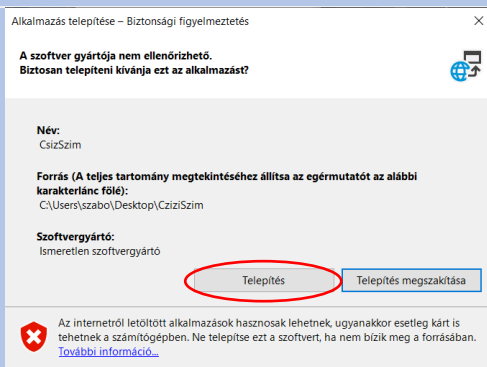 Alkalmazás telepítése – Biztonsági figyelmeztetés
A szoftver gyártója nem ellenőrizhető.
Biztosan telepíteni kívánja ezt az alkalmazást?
Név:
CsizSzim
Forrás (A teljes tartomány megtekintéséhez állítsa az egérmutatót az alábbi
karakterlánc fölé):
C:\Users\szabo\Desktop\CziziSzim
Szoftvergyártó:
Ismeretlen szoftvergyártó
Telepítés
Telepítés megszakítása
Az internetről letöltött alkalmazások hasznosak lehetnek, ugyanakkor esetleg kárt is
tehetnek a számítógépben. Ne telepítse ezt a szoftvert, ha nem bízik meg a forrásában.
További információ...